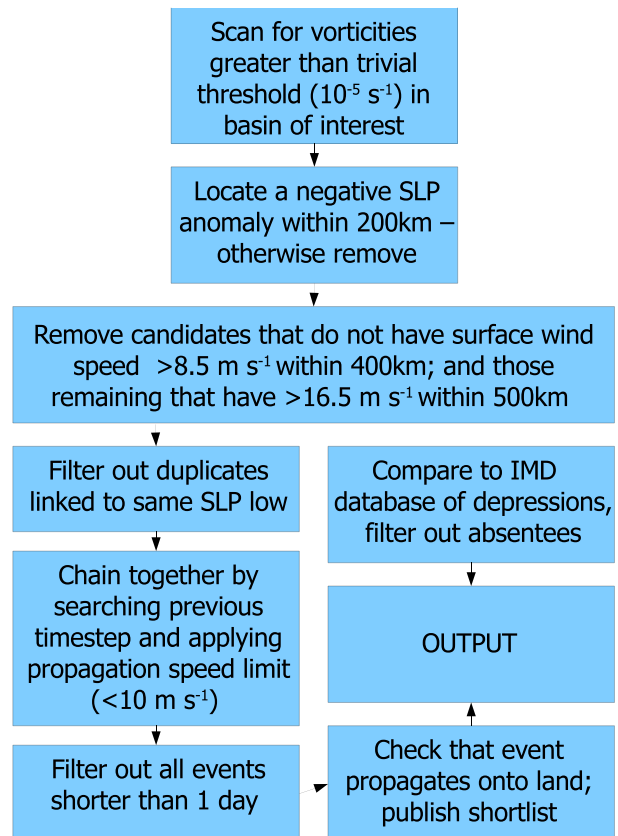 Scan for vorticities
greater than trivial
threshold (10⁻⁵ s⁻¹) in
basin of interest
Locate a negative SLP
anomaly within 200km –
otherwise remove
Remove candidates that do not have surface wind
speed  >8.5 m s⁻¹ within 400km; and those
remaining that have >16.5 m s⁻¹ within 500km
Filter out duplicates
linked to same SLP low
Chain together by
searching previous
timestep and applying
propagation speed limit
(<10 m s⁻¹)
Filter out all events
shorter than 1 day
Check that event
propagates onto land;
publish shortlist
Compare to IMD
database of depressions,
filter out absentees
OUTPUT